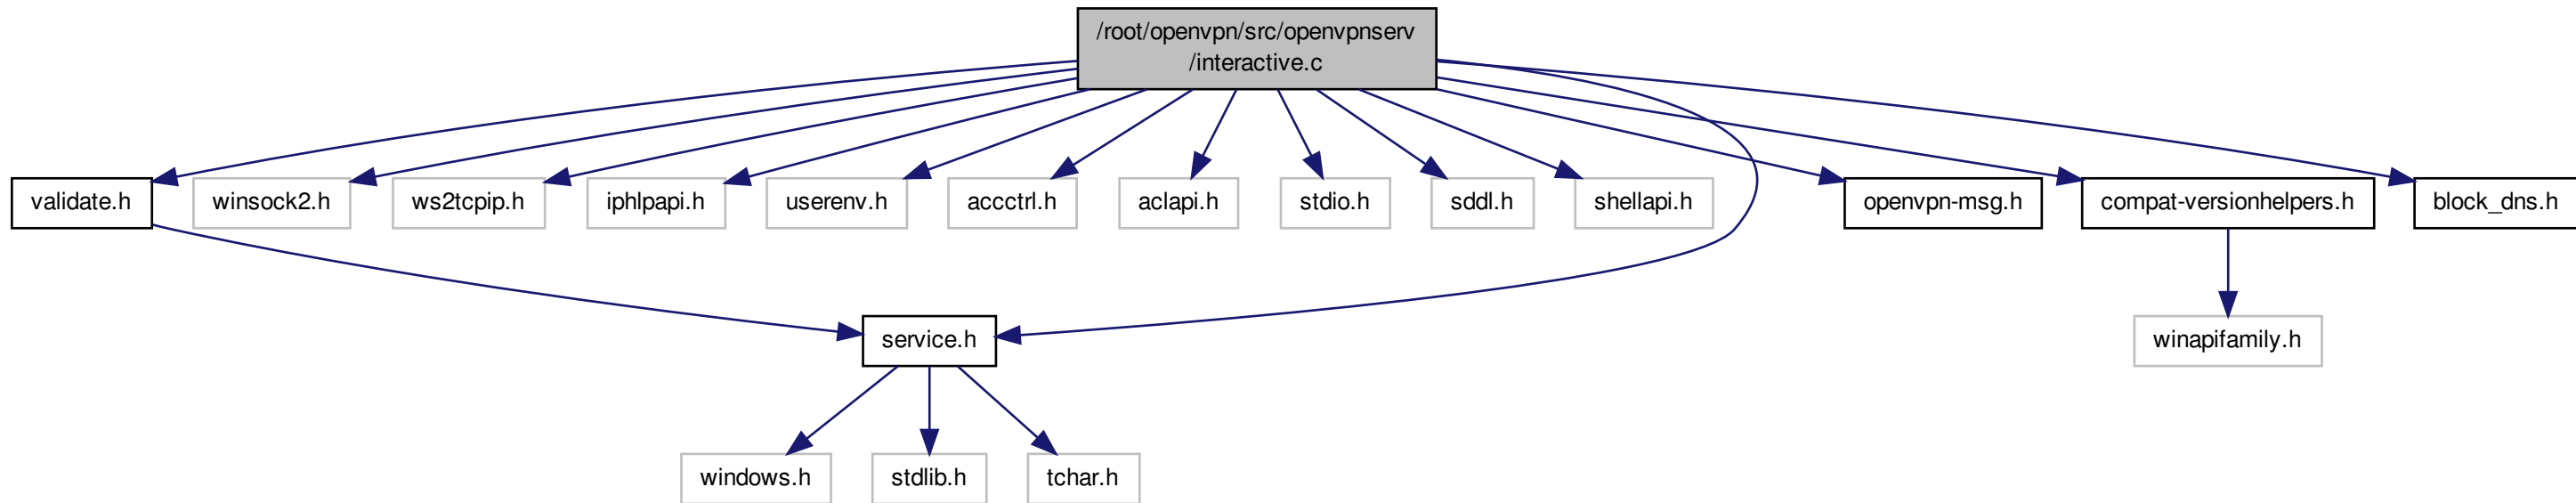 /root/openvpn/src/openvpnserv
/interactive.c
validate.h
winsock2.h
ws2tcpip.h
iphlpapi.h
userenv.h
accctrl.h
aclapi.h
stdio.h
sddl.h
shellapi.h
openvpn-msg.h
compat-versionhelpers.h
block_dns.h
service.h
winapifamily.h
windows.h
stdlib.h
tchar.h